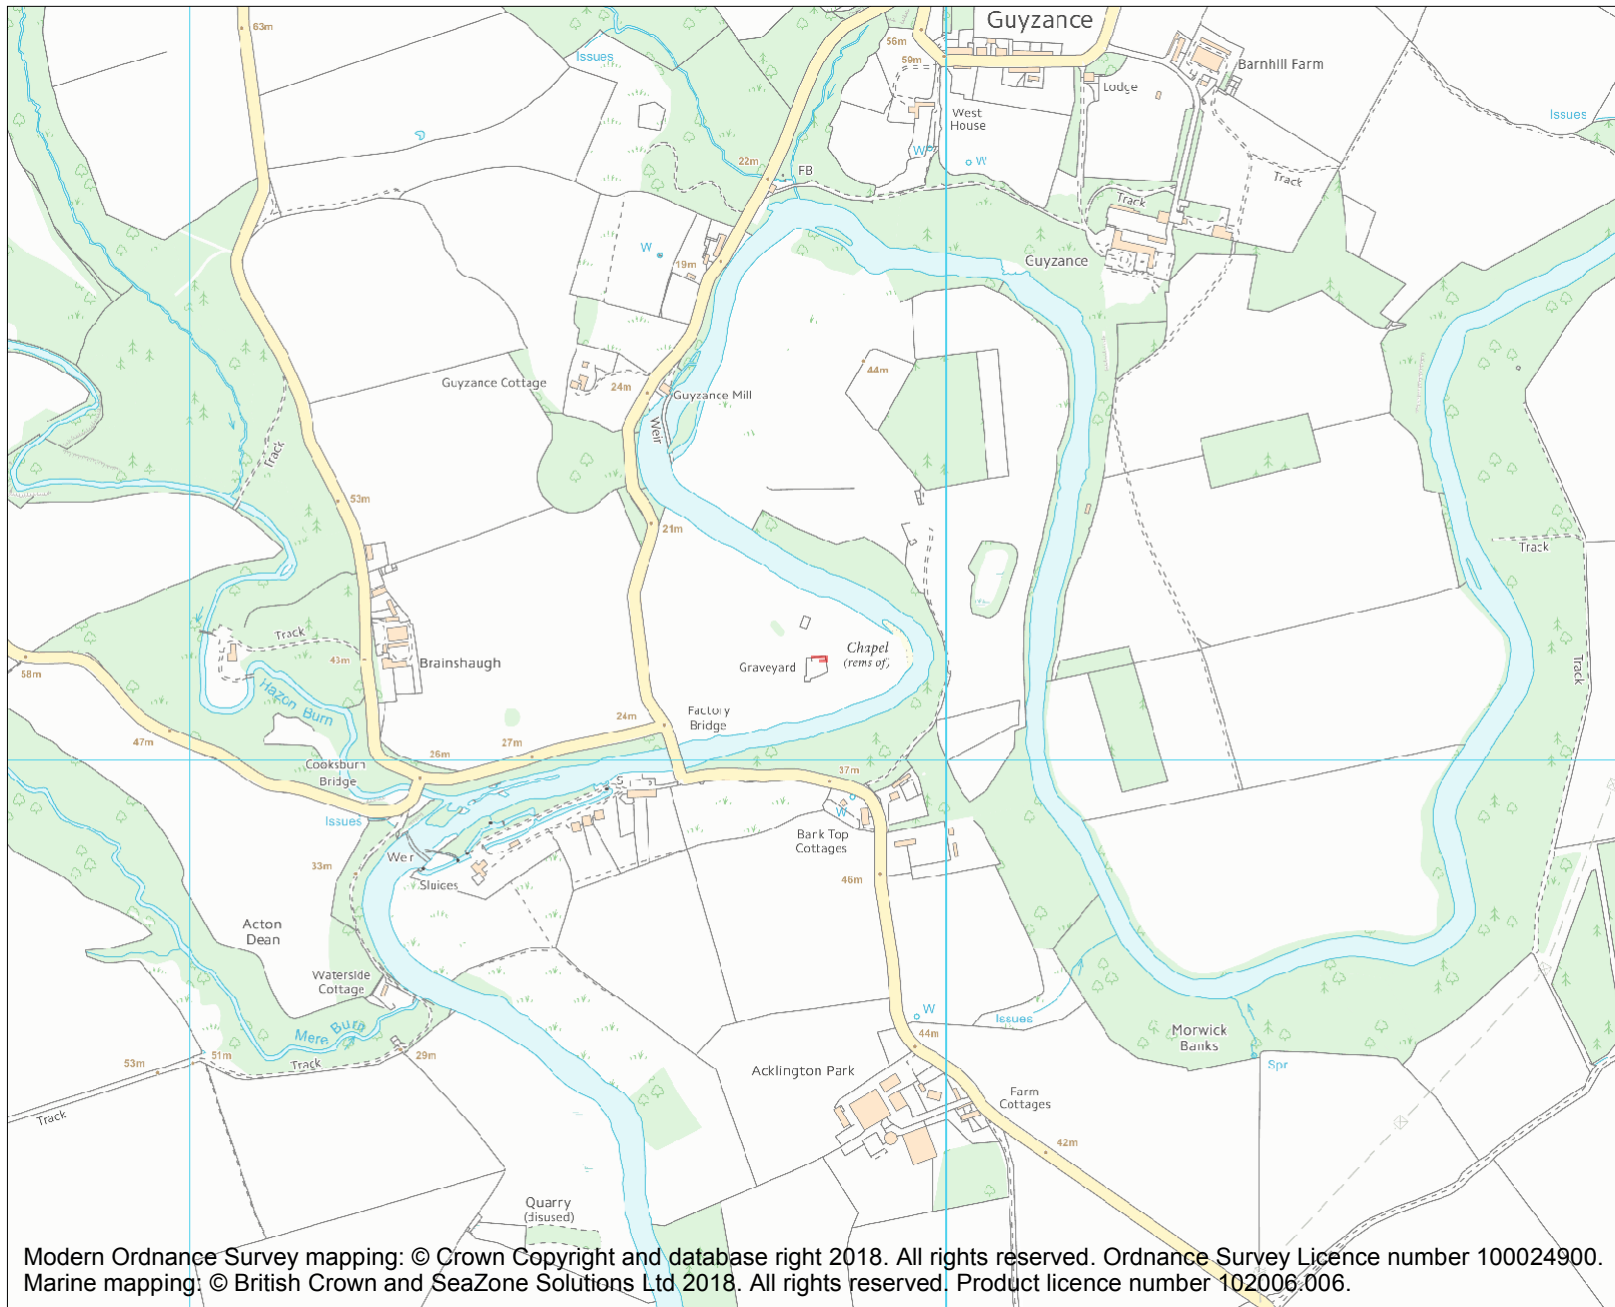 Guyzance
63m
Issues
56m
59m
Barnhill Farm
Lodge
West
House
Issues
W
W
22m
FB
Track
Track
W
19m
Guyzance
44m
Guyzance Cottage
24m
Guyzance Mill
Weir
Track
53m
21m
Track
Track
Track
Chapel
(rems of)
Graveyard
43m
Brainshaugh
58m
Hazon Burn
Factory
Bridge
24m
47m
26m
27m
Cooksburn
Bridge
37m
W
Issues
Bark Top
Cottages
33m
Sluices
46m
Acton
Dean
Waterside
Cottage
W
Issues
Mere Burn
Morwick
Banks
44m
53m
51m
Track
29m
Spr
Acklington Park
Farm
Cottages
Track
42m
Quarry
(disused)
Modern Ordnance Survey mapping: © Crown Copyright and database right 2018. All rights reserved. Ordnance Survey Licence number 100024900.
Marine mapping: © British Crown and SeaZone Solutions Ltd 2018. All rights reserved. Product licence number 102006.006.